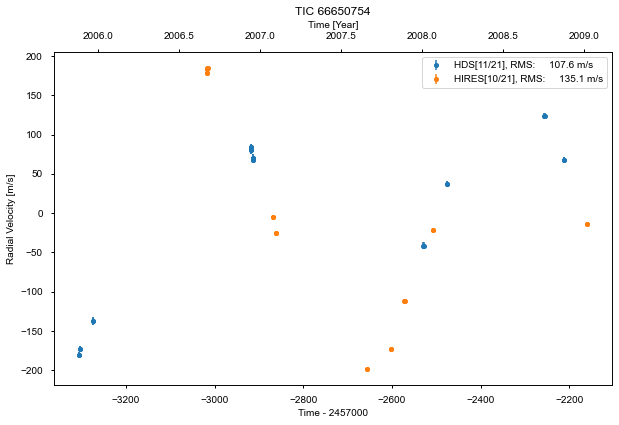 TIC 66650754
Time [Year]
2006.0 2006.5 2007.0 2007.5 2008.0 2008.5 2009.0
HDS[11/21], RMS: 107.6 m/s
HIRES[10/21], RMS: 135.1 m/s
200
150
100
50
0
−50
−100
−150
−200
Radial Velocity [m/s]
−3200 −3000 −2800 −2600 −2400 −2200
Time - 2457000